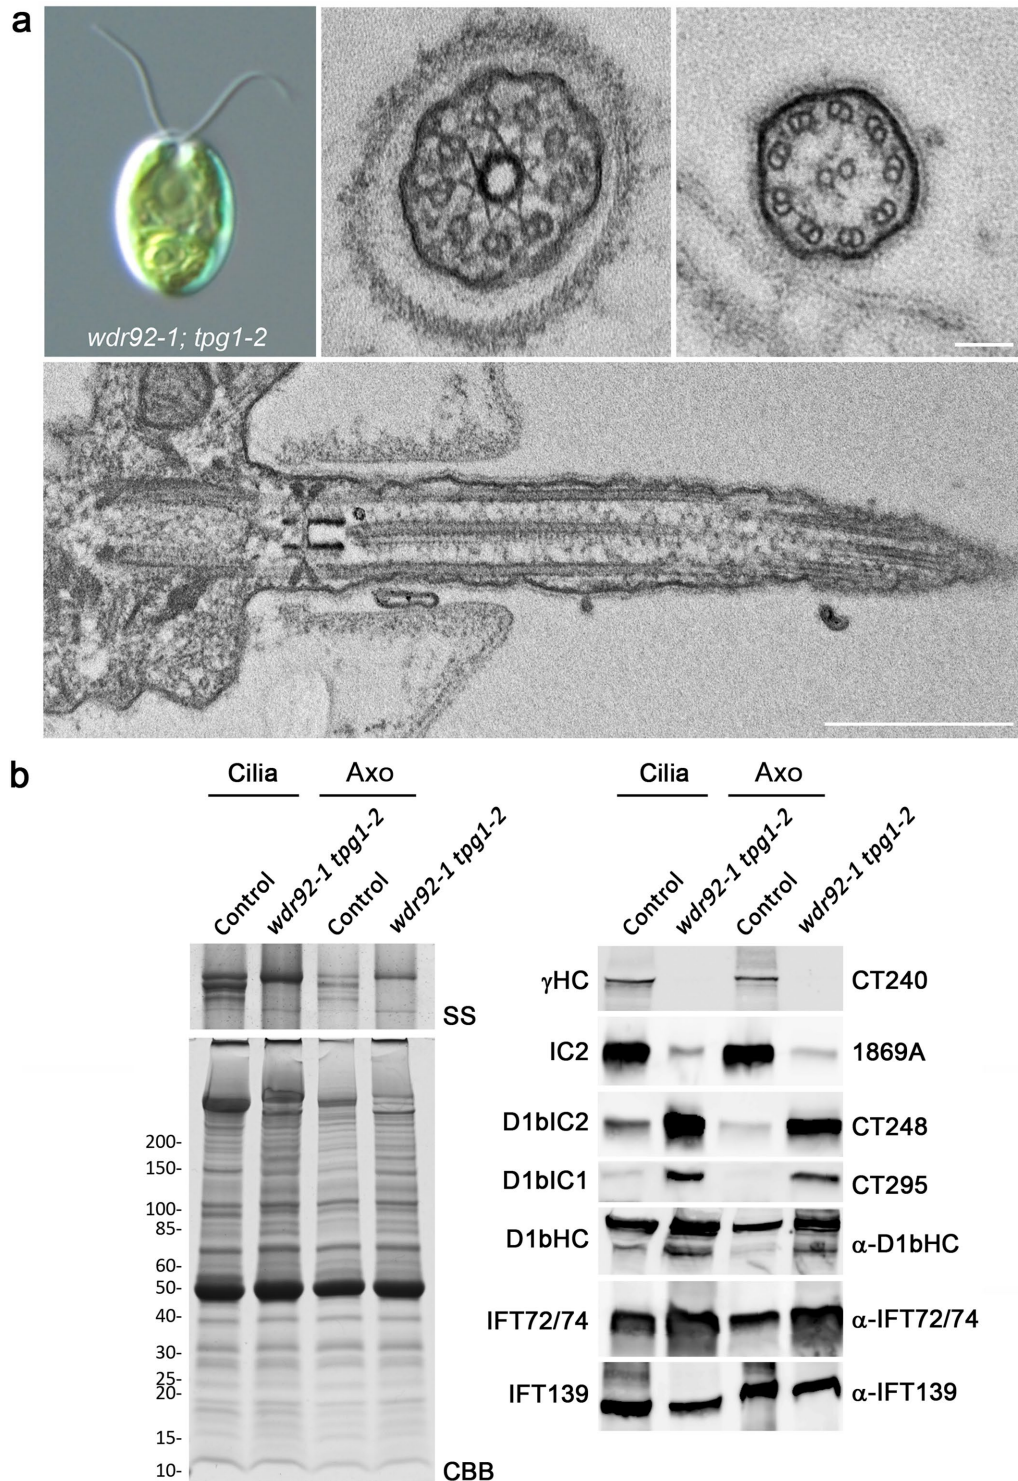 a
wdr92-1; tpg1-2
b
Cilia Axo
Control wdr92-1 tpg1-2 Control wdr92-1 tpg1-2
SS
200-
150-
100-
85-
60-
50-
40-
30-
25-
20-
15-
10-
CBB
Cilia Axo
Control wdr92-1 tpg1-2 Control wdr92-1 tpg1-2
γHC CT240
IC2 1869A
D1bIC2 CT248
D1bIC1 CT295
D1bHC α-D1bHC
IFT72/74 α-IFT72/74
IFT139 α-IFT139